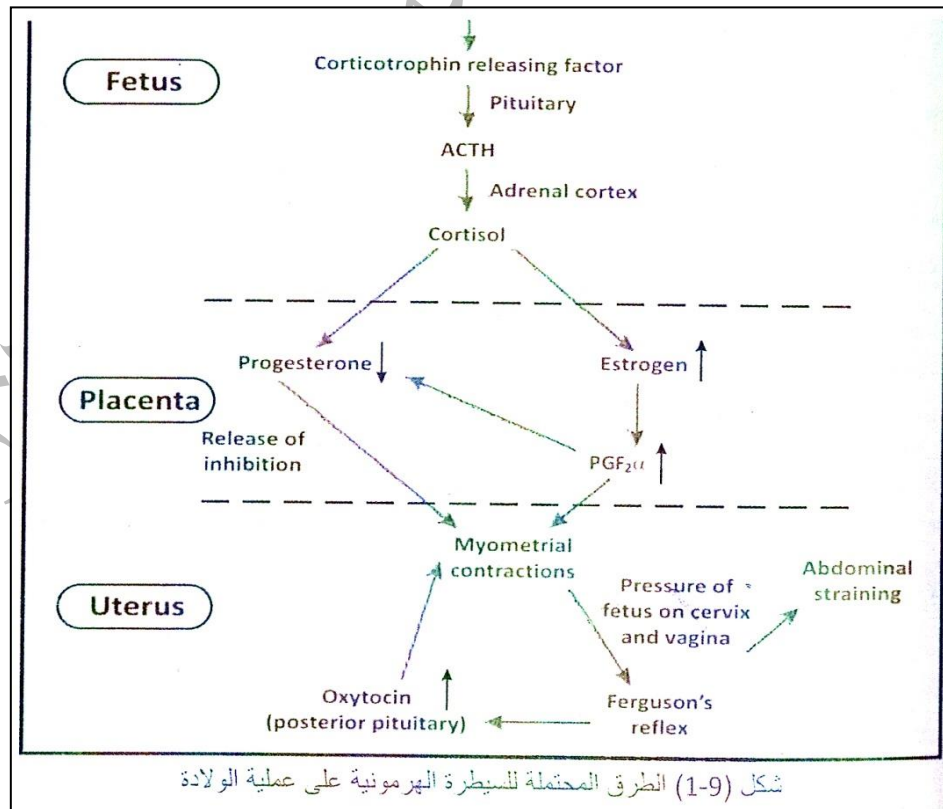 Corticotrophin releasing factor
Fetus
Pituitary
ACTH
Adrenal cortex
Cortisol
Progesterone
Estrogen
Placenta
Release of
inhibition
PGF₂α
Myometrial
contractions
Uterus
Pressure of
fetus on cervix
and vagina
Abdominal
straining
Oxytocin
(posterior pituitary)
Ferguson's
reflex
شكل (9-1) الطرق المحتملة للسيطرة الهرمونية على عملية الولادة